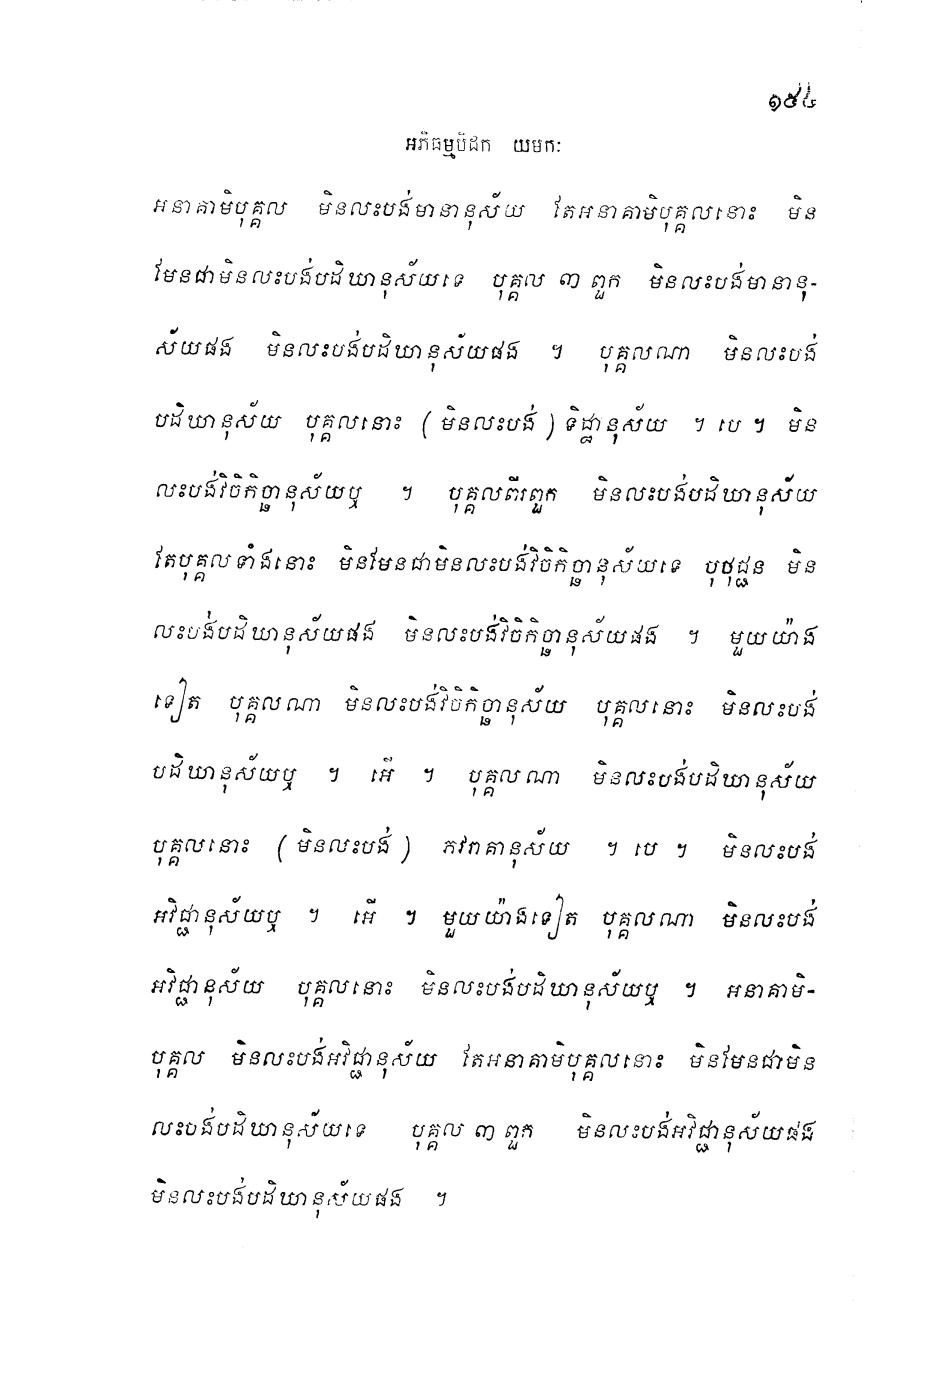 ១៩៤
អភិធម្មបិដក យមកៈ
អនាគាមិបុគ្គល មិនលះបង់មានានុស័យ តែអនាគាមិបុគ្គលនោះ មិន
មែនជាមិនលះបង់បដិឃានុស័យទេ បុគ្គល ៣ ពួក មិនលះបង់មានានុ-
ស័យផង មិនលះបង់បដិឃានុស័យផង ។ បុគ្គលណា មិនលះបង់
បដិឃានុស័យ បុគ្គលនោះ (មិនលះបង់) ទិដ្ឋានុស័យ ។ បេ ។ មិន
លះបង់វិចិកិច្ឆានុស័យឬ ។ បុគ្គលពីរពួក មិនលះបង់បដិឃានុស័យ
តែបុគ្គលទាំងនោះ មិនមែនជាមិនលះបង់វិចិកិច្ឆានុស័យទេ បុថុជ្ជន មិន
លះបង់បដិឃានុស័យផង មិនលះបង់វិចិកិច្ឆានុស័យផង ។ មួយយ៉ាង
ទៀត បុគ្គលណា មិនលះបង់វិចិកិច្ឆានុស័យ បុគ្គលនោះ មិនលះបង់
បដិឃានុស័យឬ ។ អើ ។ បុគ្គលណា មិនលះបង់បដិឃានុស័យ
បុគ្គលនោះ (មិនលះបង់) ភវរាគានុស័យ ។ បេ ។ មិនលះបង់
អវិជ្ជានុស័យឬ ។ អើ ។ មួយយ៉ាងទៀត បុគ្គលណា មិនលះបង់
អវិជ្ជានុស័យ បុគ្គលនោះ មិនលះបង់បដិឃានុស័យឬ ។ អនាគាមិ-
បុគ្គល មិនលះបង់អវិជ្ជានុស័យ តែអនាគាមិបុគ្គលនោះ មិនមែនជាមិន
លះបង់បដិឃានុស័យទេ បុគ្គល ៣ ពួក មិនលះបង់អវិជ្ជានុស័យផង
មិនលះបង់បដិឃានុស័យផង ។